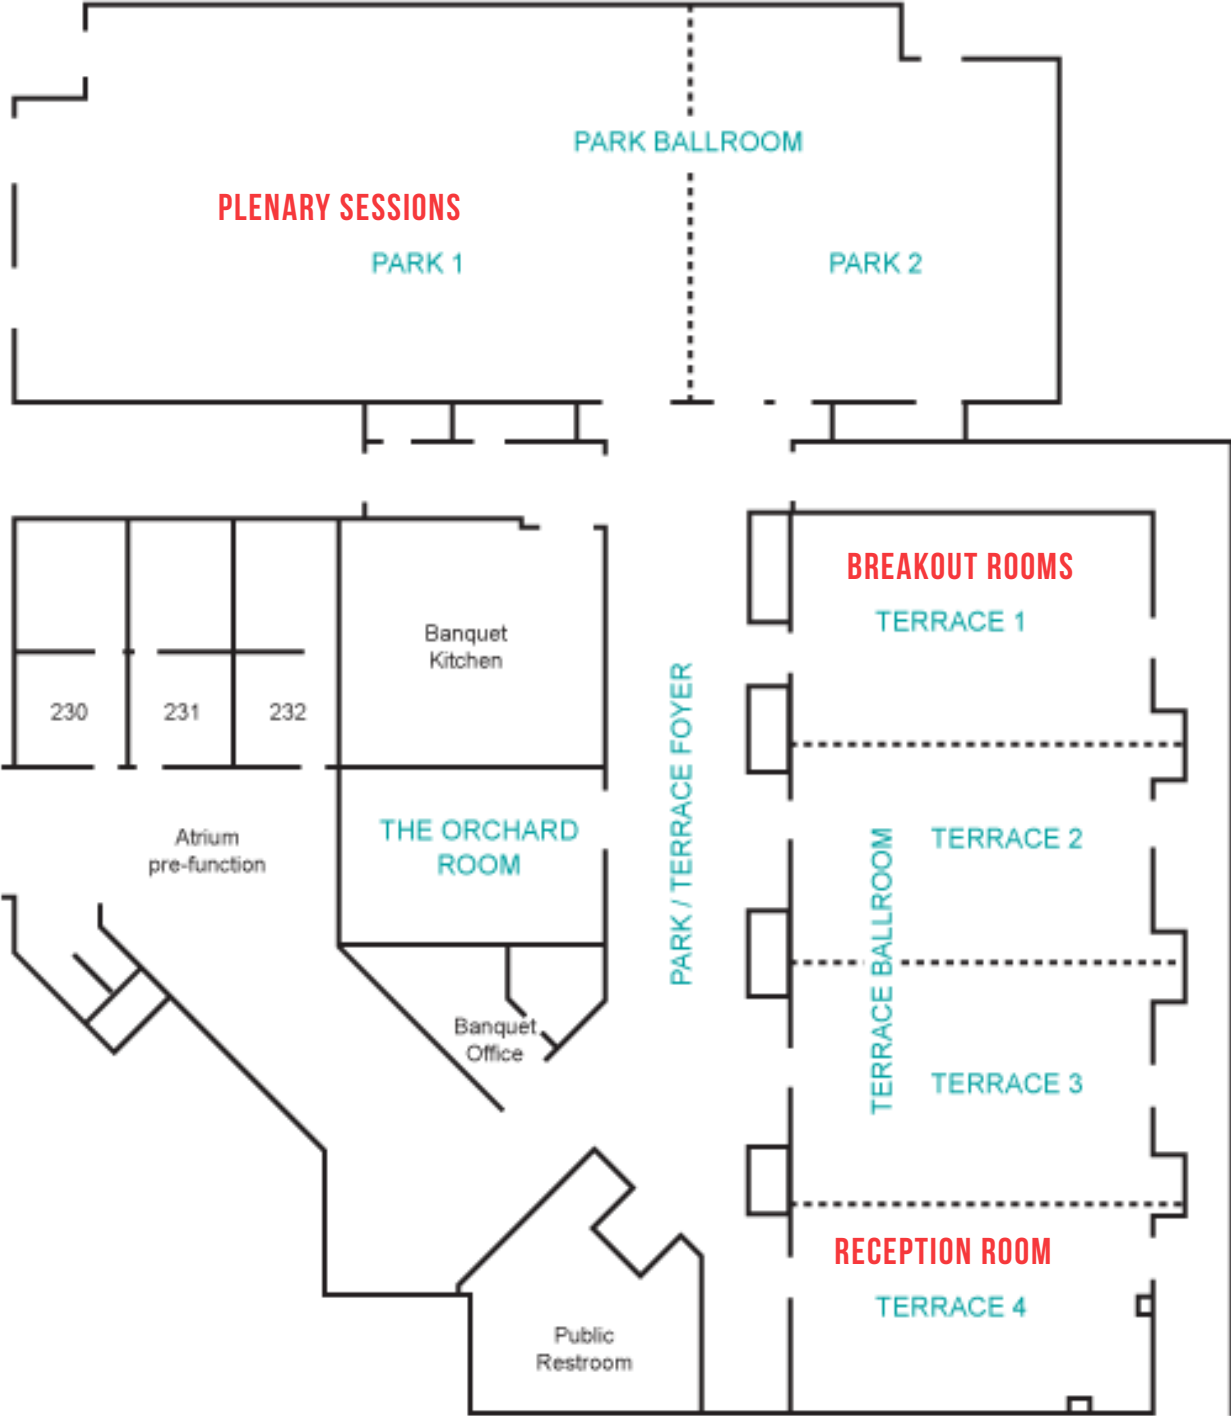 PARK BALLROOM
PLENARY SESSIONS
PARK 1
PARK 2
BREAKOUT ROOMS
TERRACE 1
Banquet
Kitchen
230
231
232
PARK / TERRACE FOYER
THE ORCHARD
ROOM
Atrium
pre-function
TERRACE 2
TERRACE BALLROOM
Banquet
Office
TERRACE 3
RECEPTION ROOM
TERRACE 4
Public
Restroom